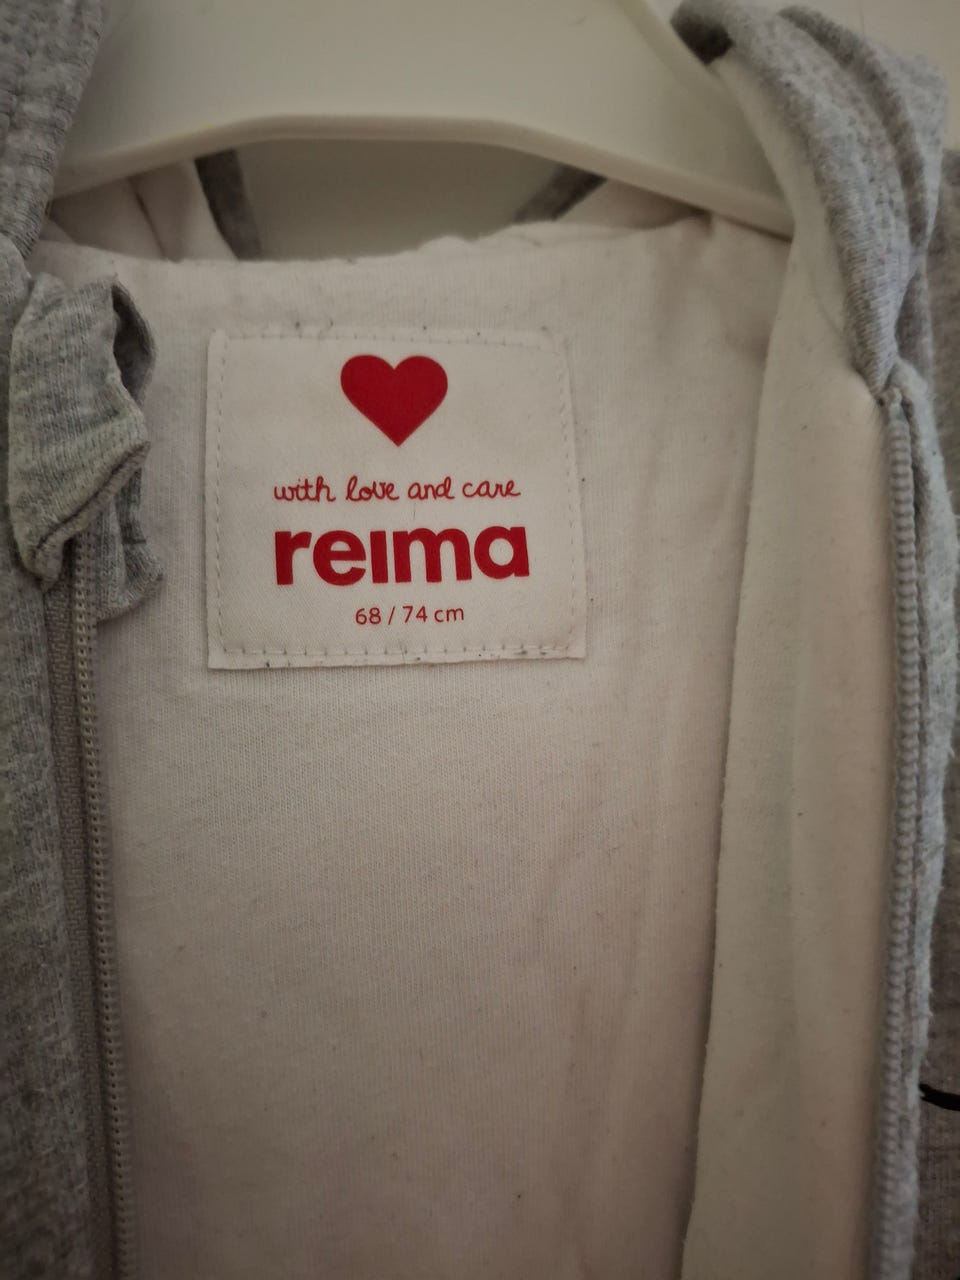 with love and care
reima
68 / 74 cm